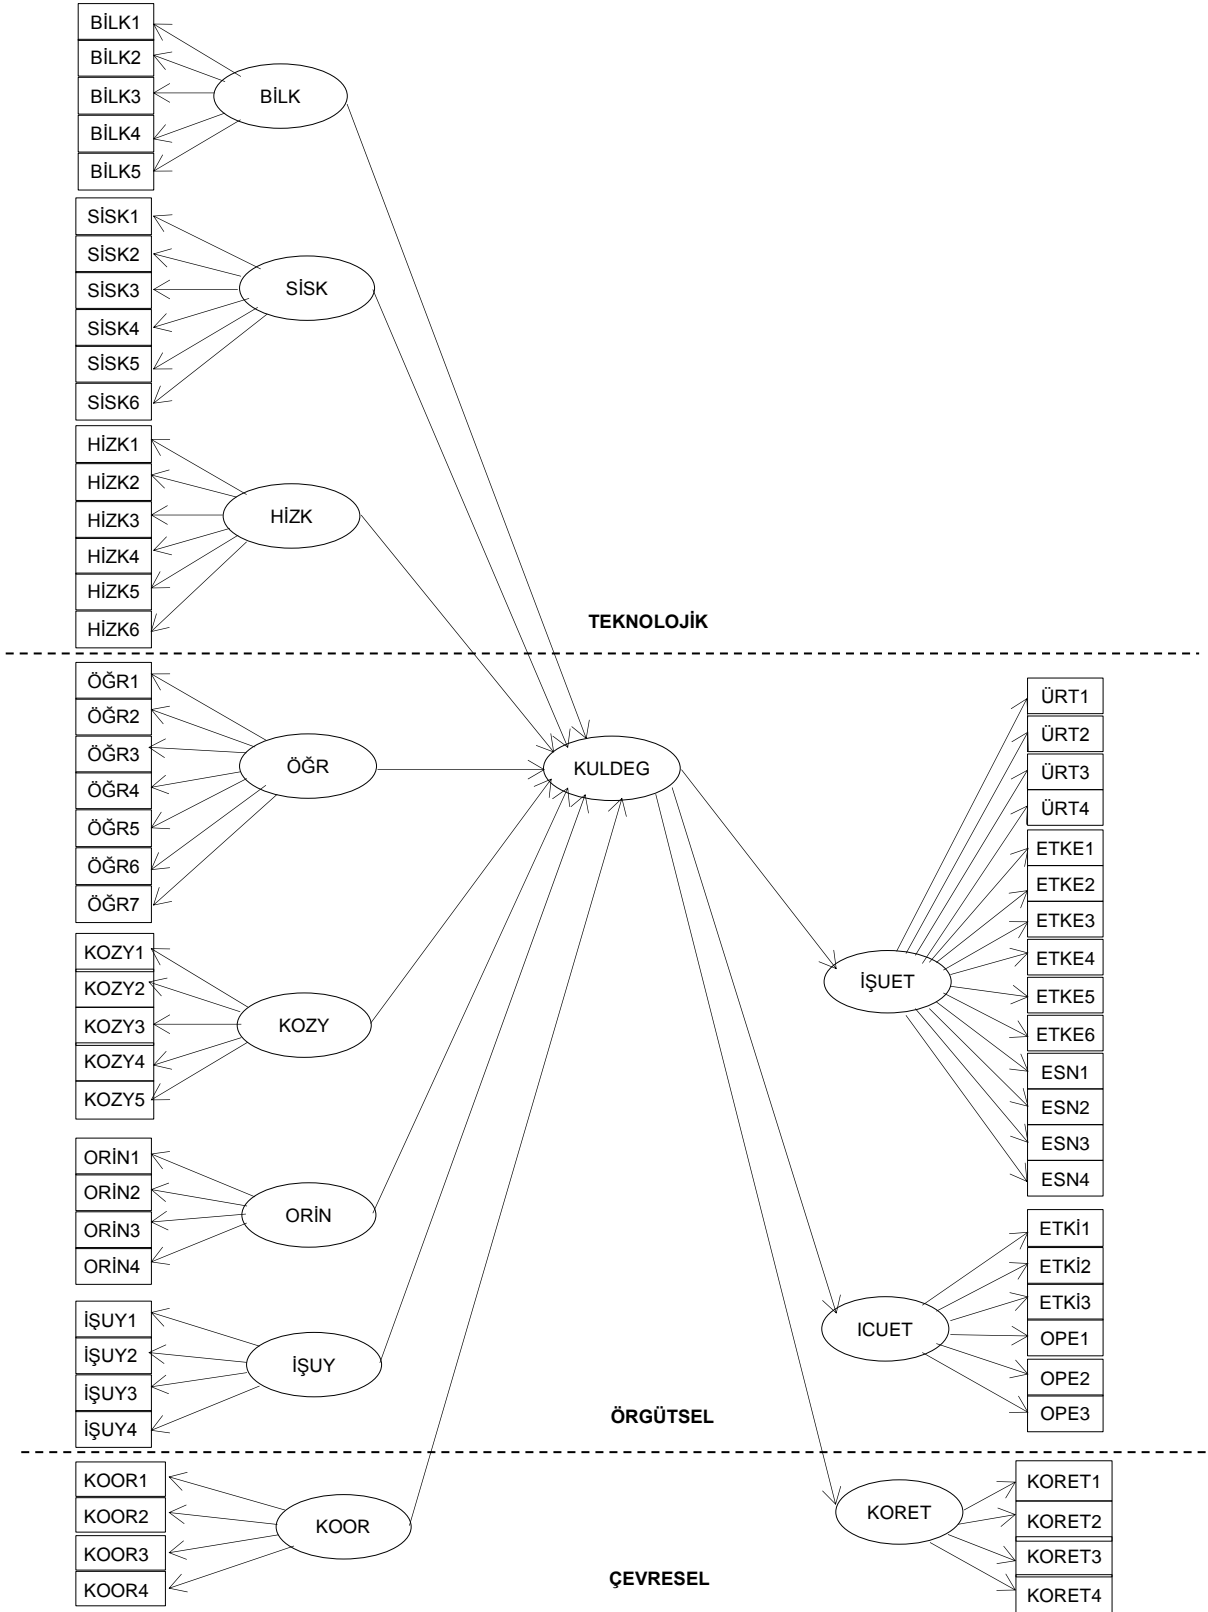 BİLK1
BİLK2
BİLK3
BİLK4
BİLK5
BİLK
SİSK1
SİSK2
SİSK3
SİSK4
SİSK5
SİSK6
SİSK
HİZK1
HİZK2
HİZK3
HİZK4
HİZK5
HİZK6
HİZK
TEKNOLOJİK
ÖĞR1
ÖĞR2
ÖĞR3
ÖĞR4
ÖĞR5
ÖĞR6
ÖĞR7
ÖĞR
KULDEG
KOZY1
KOZY2
KOZY3
KOZY4
KOZY5
KOZY
ORİN1
ORİN2
ORİN3
ORİN4
ORİN
İŞUY1
İŞUY2
İŞUY3
İŞUY4
İŞUY
ÜRT1
ÜRT2
ÜRT3
ÜRT4
ETKE1
ETKE2
ETKE3
ETKE4
ETKE5
ETKE6
ESN1
ESN2
ESN3
ESN4
İŞUET
ETKİ1
ETKİ2
ETKİ3
OPE1
OPE2
OPE3
ICUET
ÖRGÜTSEL
KOOR1
KOOR2
KOOR3
KOOR4
KOOR
KORET
KORET1
KORET2
KORET3
KORET4
ÇEVRESEL